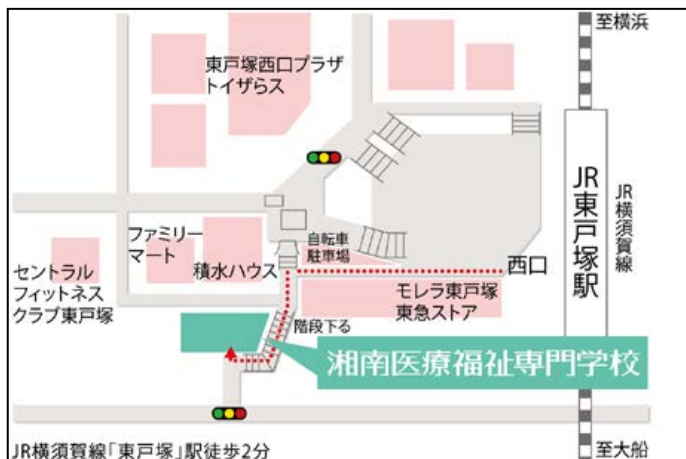 至横浜
東戸塚西口プラザ
トイザらス
JR東戸塚駅
JR横須賀線
自転車
駐車場
西口
ファミリー
マート
積水ハウス
セントラル
フィットネス
クラブ東戸塚
モレラ東戸塚
東急ストア
階段下る
湘南医療福祉専門学校
JR横須賀線「東戸塚」駅徒歩2分
至大船